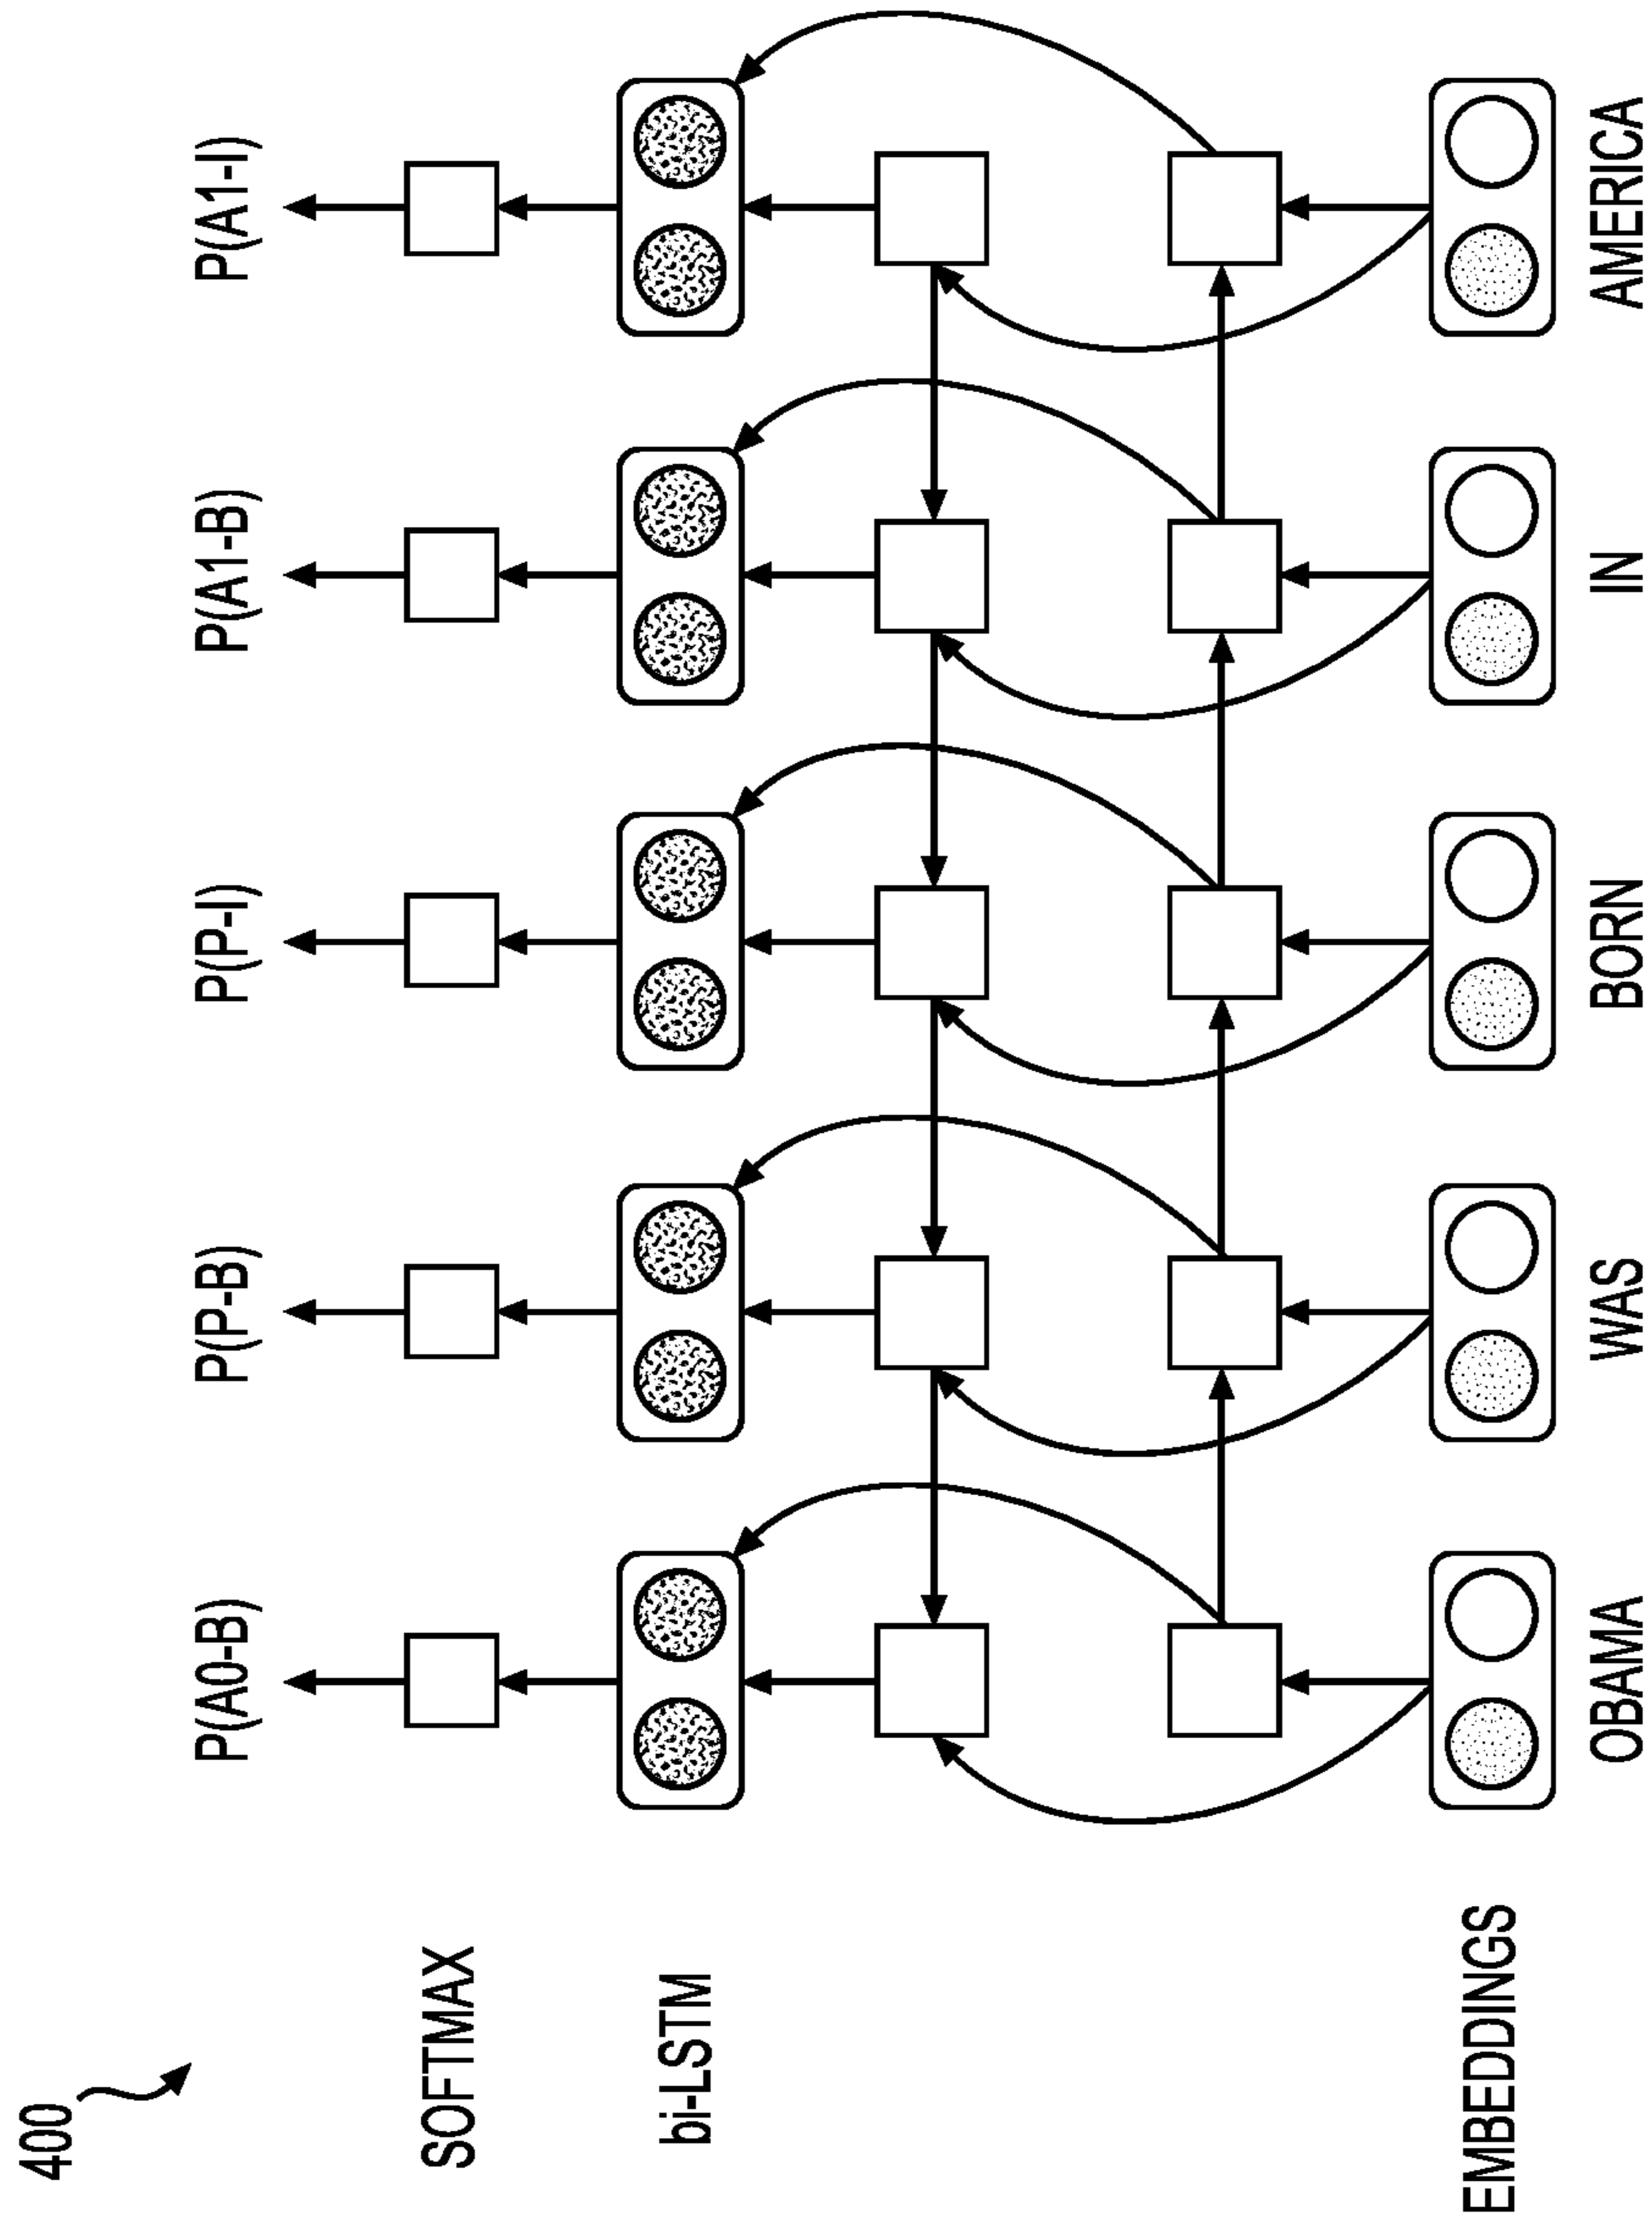 400
P(A0-B) P(P-B) P(P-I) P(A1-B) P(A1-I)
SOFTMAX
bi-LSTM
EMBEDDINGS
OBAMA WAS BORN IN AMERICA